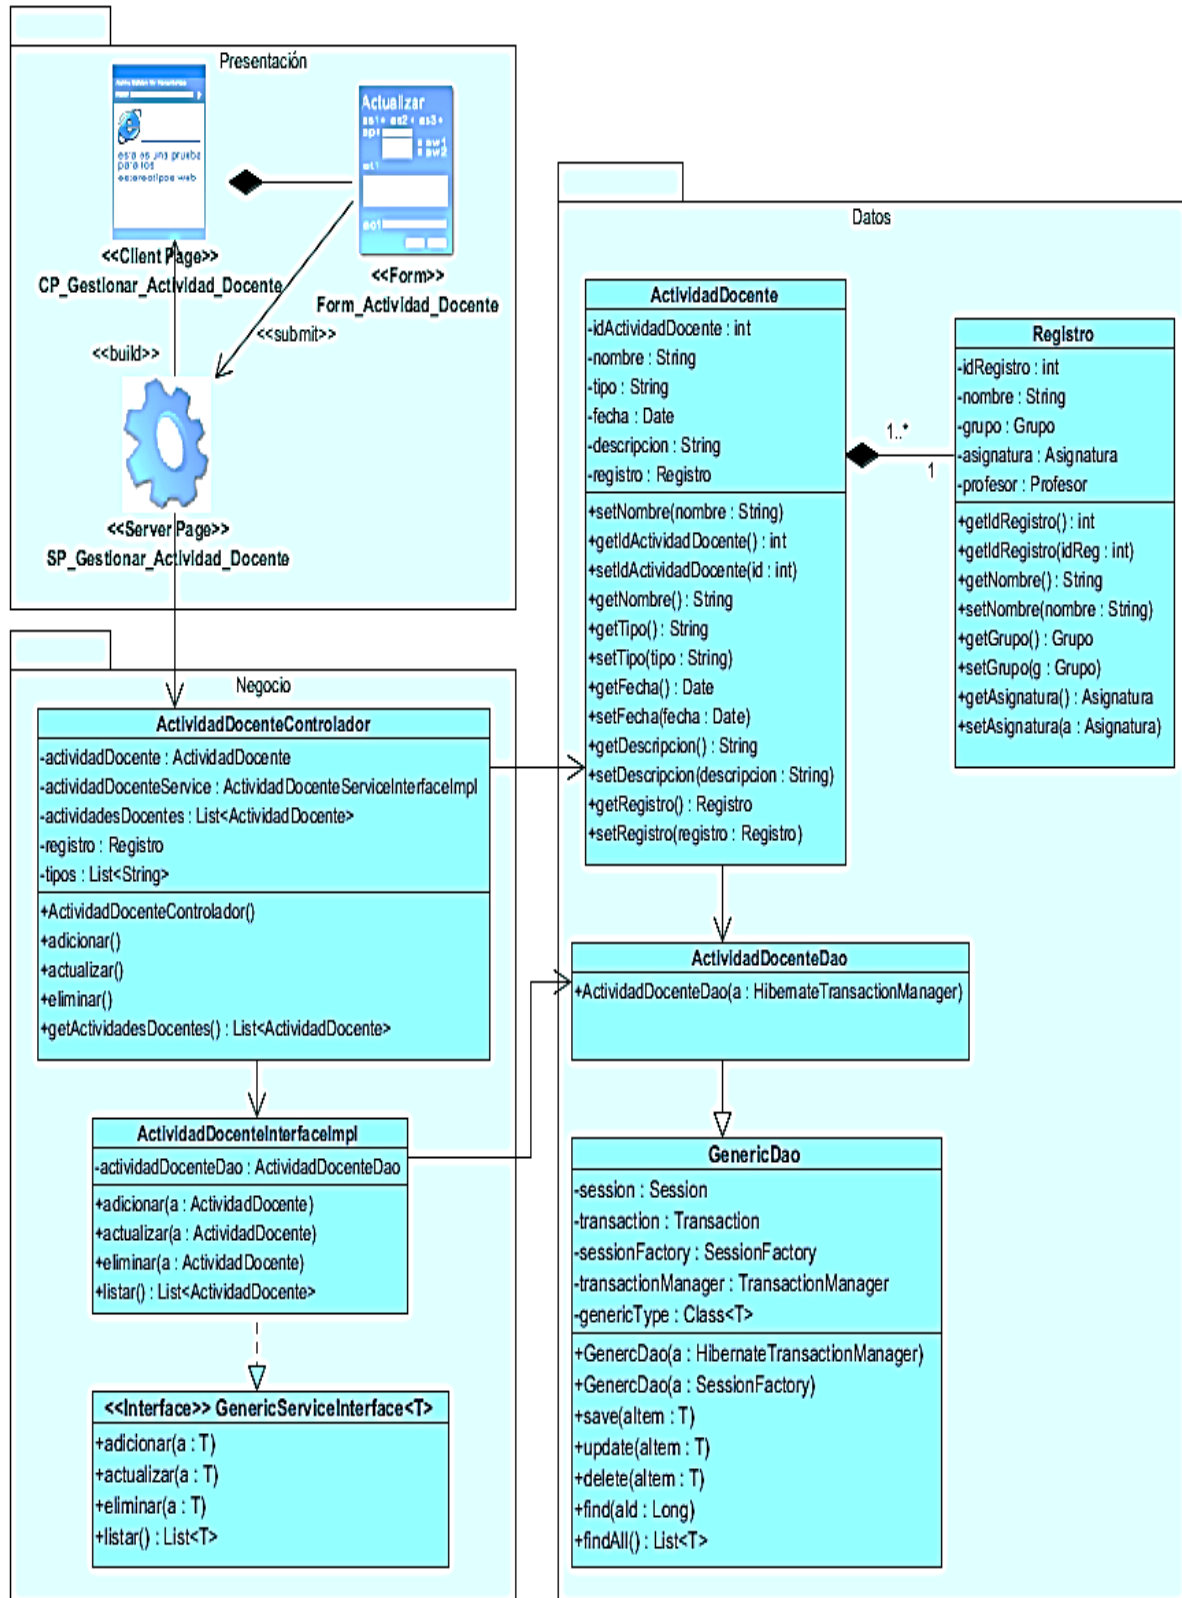 Presentación
esta es una prueba
para los
estereotipos web
<<Client Page>>
CP_Gestionar_Actividad_Docente
Actualizar
<<Form>>
Form_Actividad_Docente
<<submit>>
<<build>>
<<Server Page>>
SP_Gestionar_Actividad_Docente
Negocio
ActividadDocenteControlador
-actividadDocente : ActividadDocente
-actividadDocenteService : ActividadDocenteServiceInterfaceImpl
-actividadesDocentes : List<ActividadDocente>
-registro : Registro
-tipos : List<String>
+ActividadDocenteControlador()
+adicionar()
+actualizar()
+eliminar()
+getActividadesDocentes() : List<ActividadDocente>
ActividadDocenteInterfaceImpl
-actividadDocenteDao : ActividadDocenteDao
+adicionar(a : ActividadDocente)
+actualizar(a : ActividadDocente)
+eliminar(a : ActividadDocente)
+listar() : List<ActividadDocente>
<<Interface>> GenericServiceInterface<T>
+adicionar(a : T)
+actualizar(a : T)
+eliminar(a : T)
+listar() : List<T>
Datos
ActividadDocente
-idActividadDocente : int
-nombre : String
-tipo : String
-fecha : Date
-descripcion : String
-registro : Registro
+setNombre(nombre : String)
+getIdActividadDocente() : int
+setIdActividadDocente(id : int)
+getNombre() : String
+getTipo() : String
+setTipo(tipo : String)
+getFecha() : Date
+setFecha(fecha : Date)
+getDescripcion() : String
+setDescripcion(descripcion : String)
+getRegistro() : Registro
+setRegistro(registro : Registro)
1..*
1
Registro
-idRegistro : int
-nombre : String
-grupo : Grupo
-asignatura : Asignatura
-profesor : Profesor
+getIdRegistro() : int
+getIdRegistro(idReg : int)
+getNombre() : String
+setNombre(nombre : String)
+getGrupo() : Grupo
+setGrupo(g : Grupo)
+getAsignatura() : Asignatura
+setAsignatura(a : Asignatura)
ActividadDocenteDao
+ActividadDocenteDao(a : HibernateTransactionManager)
GenericDao
-session : Session
-transaction : Transaction
-sessionFactory : SessionFactory
-transactionManager : TransactionManager
-genericType : Class<T>
+GenercDao(a : HibernateTransactionManager)
+GenercDao(a : SessionFactory)
+save(aItem : T)
+update(aItem : T)
+delete(aItem : T)
+find(aId : Long)
+findAll() : List<T>